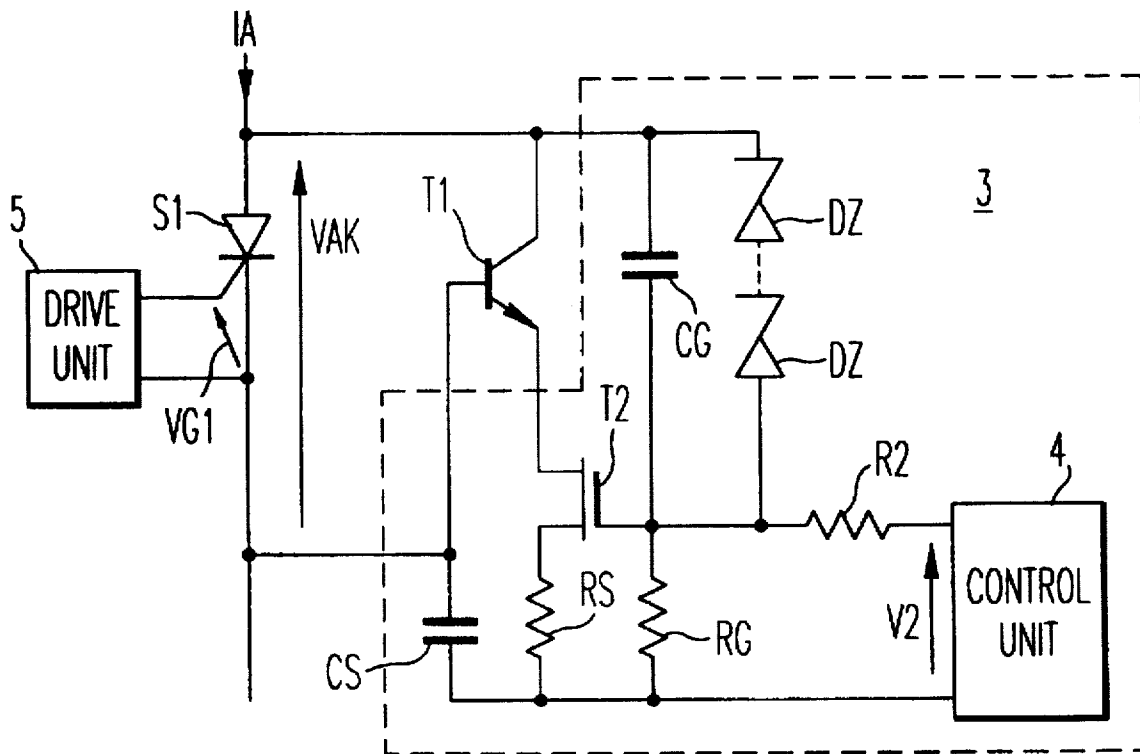 IA
S1
5
DRIVE
UNIT
VG1
VAK
T1
CG
DZ
DZ
3
T2
R2
4
CONTROL
UNIT
V2
RS
RG
CS